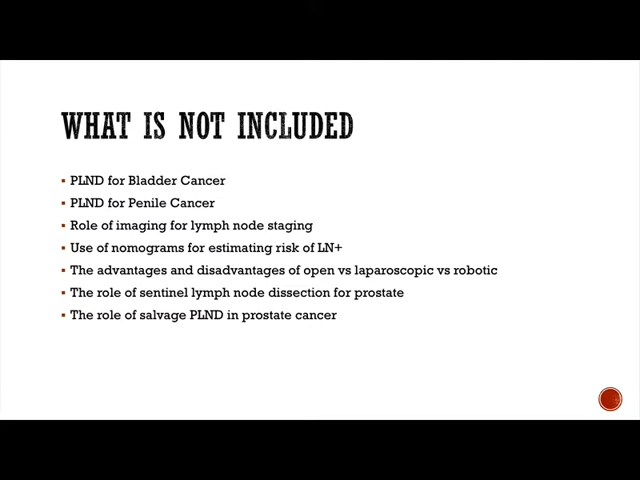 WHAT IS NOT INCLUDED
▪ PLND for Bladder Cancer
▪ PLND for Penile Cancer
▪ Role of imaging for lymph node staging
▪ Use of nomograms for estimating risk of LN+
▪ The advantages and disadvantages of open vs laparoscopic vs robotic
▪ The role of sentinel lymph node dissection for prostate
▪ The role of salvage PLND in prostate cancer